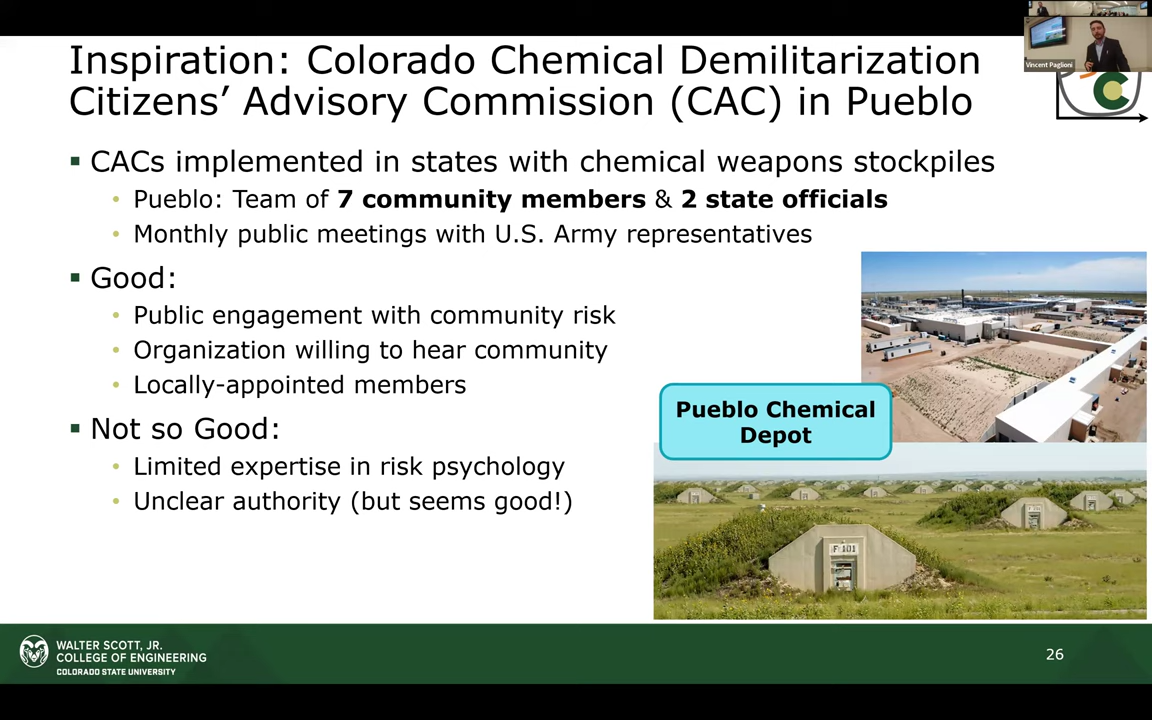 Inspiration: Colorado Chemical Demilitarization
Citizens’ Advisory Commission (CAC) in Pueblo
Vincent Paglioni
C
▪ CACs implemented in states with chemical weapons stockpiles
• Pueblo: Team of 7 community members & 2 state officials
• Monthly public meetings with U.S. Army representatives
▪ Good:
• Public engagement with community risk
• Organization willing to hear community
• Locally-appointed members
▪ Not so Good:
• Limited expertise in risk psychology
• Unclear authority (but seems good!)
Pueblo Chemical
Depot
WALTER SCOTT, JR.
COLLEGE OF ENGINEERING
COLORADO STATE UNIVERSITY
26